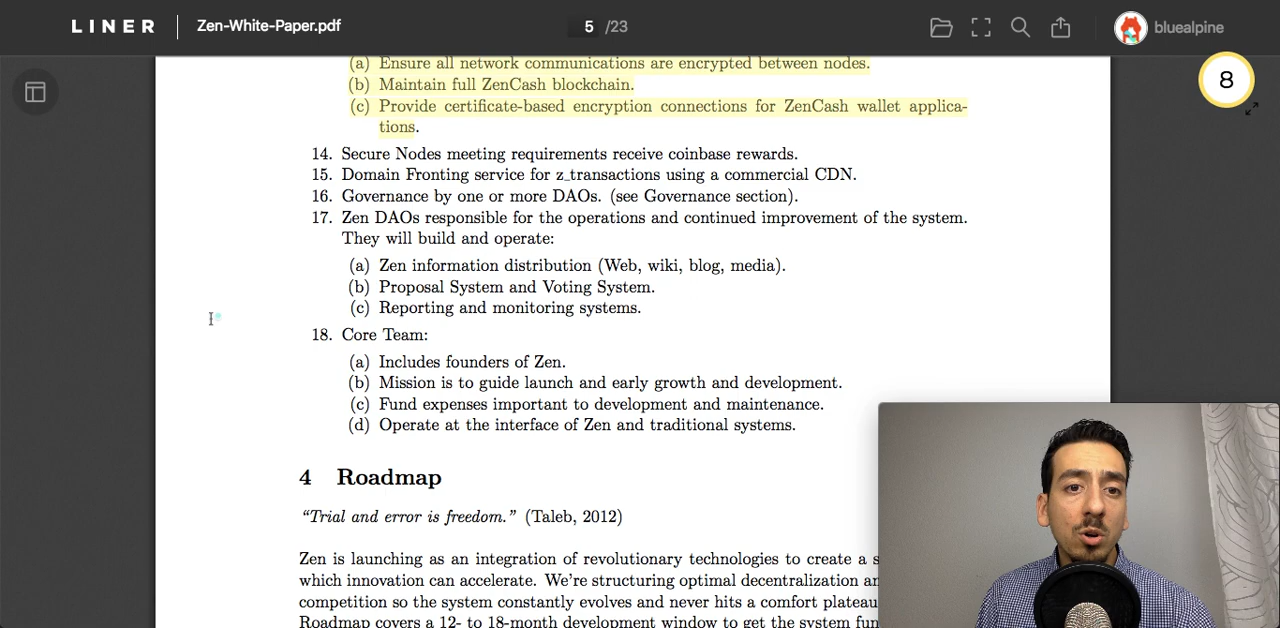 LINER
Zen-White-Paper.pdf
5 /23
bluealpine
8
(a) Ensure all network communications are encrypted between nodes.
(b) Maintain full ZenCash blockchain.
(c) Provide certificate-based encryption connections for ZenCash wallet applica-
tions.
14. Secure Nodes meeting requirements receive coinbase rewards.
15. Domain Fronting service for z_transactions using a commercial CDN.
16. Governance by one or more DAOs. (see Governance section).
17. Zen DAOs responsible for the operations and continued improvement of the system.
They will build and operate:
(a) Zen information distribution (Web, wiki, blog, media).
(b) Proposal System and Voting System.
(c) Reporting and monitoring systems.
18. Core Team:
(a) Includes founders of Zen.
(b) Mission is to guide launch and early growth and development.
(c) Fund expenses important to development and maintenance.
(d) Operate at the interface of Zen and traditional systems.
4 Roadmap
“Trial and error is freedom.” (Taleb, 2012)
Zen is launching as an integration of revolutionary technologies to create a s
which innovation can accelerate. We’re structuring optimal decentralization an
competition so the system constantly evolves and never hits a comfort plateau
Roadmap covers a 12- to 18-month development window to get the system fun